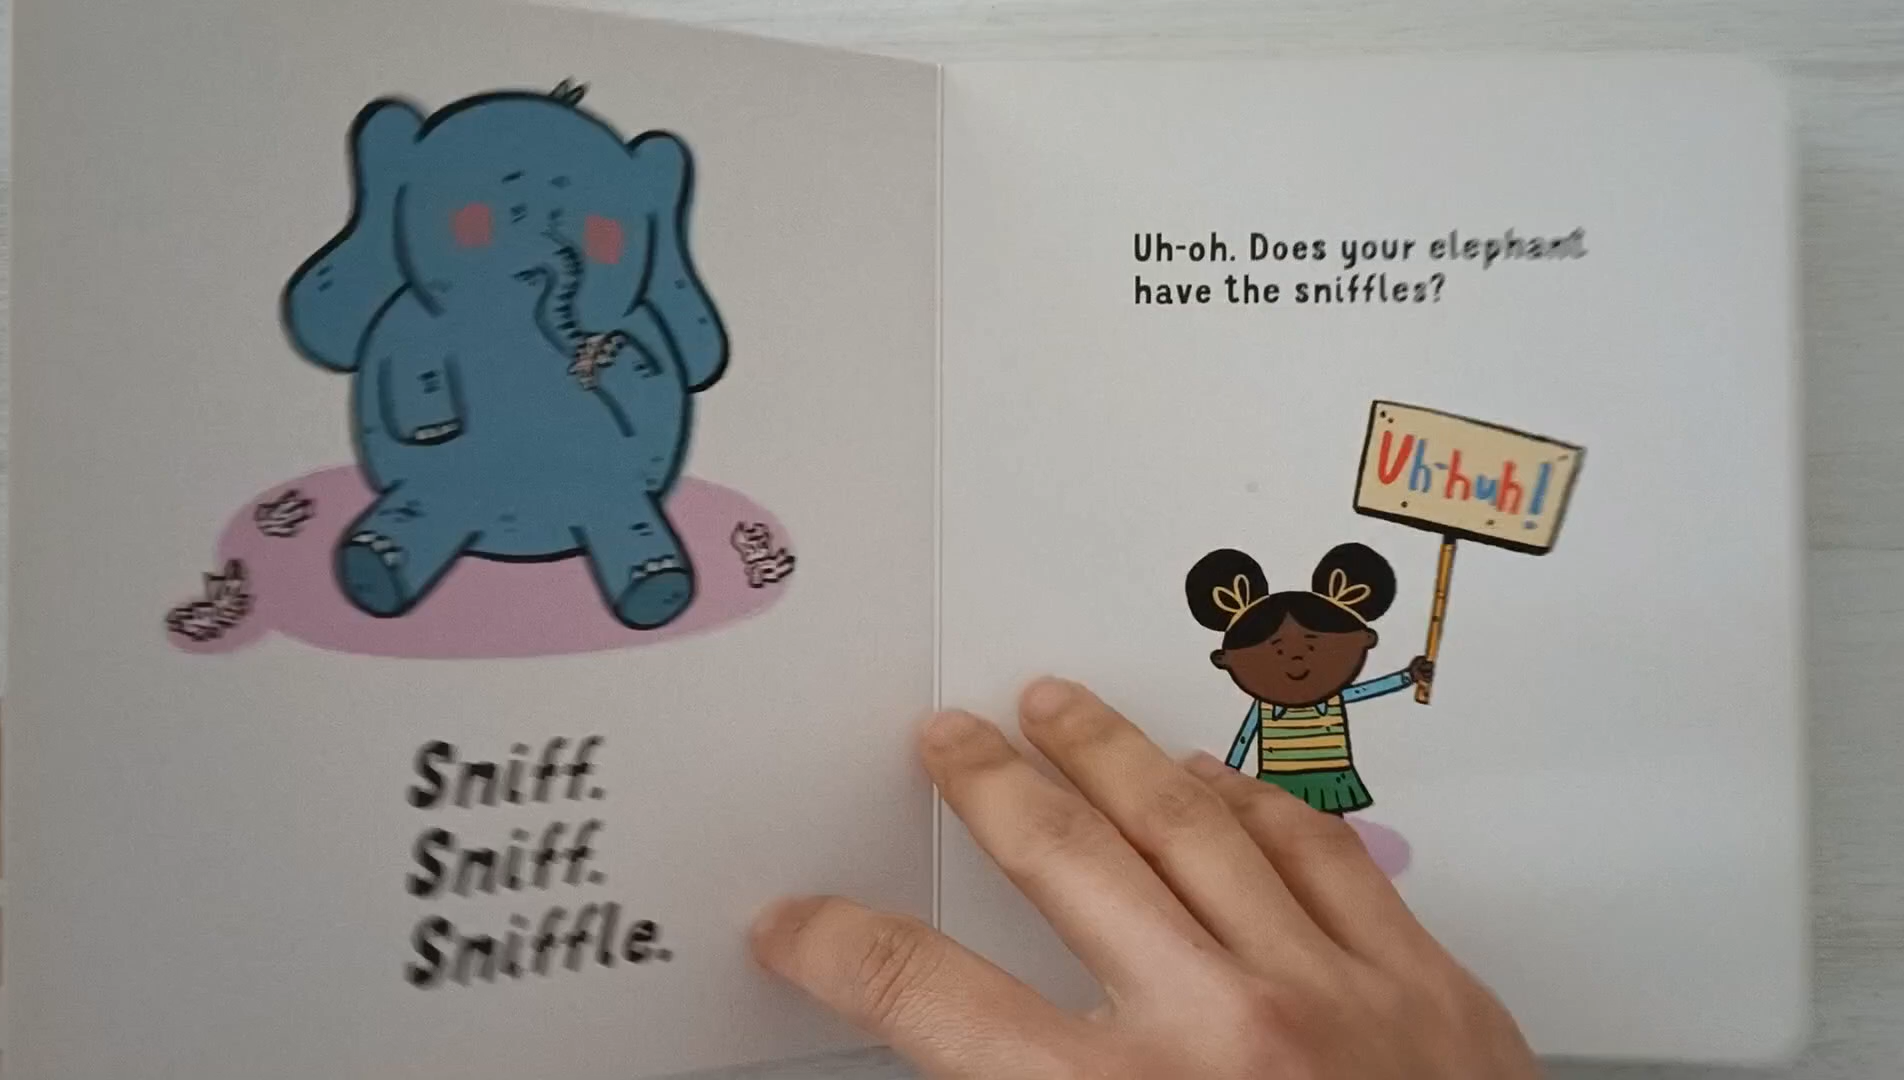 Sniff.
Sniff.
Sniffle.
Uh-oh. Does your elephant
have the sniffles?
Uh-huh!